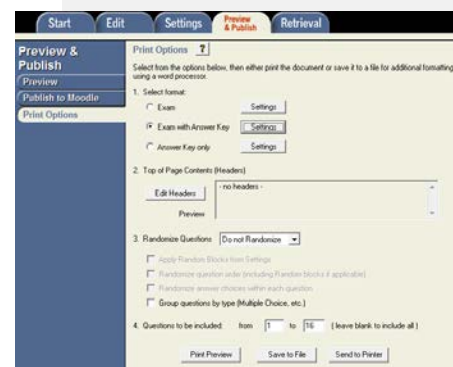 Start Edit Settings Preview & Publish Retrieval
Preview & Publish
Preview
Publish to Moodle
Print Options
Print Options ?
Select from the options below, then either print the document or save it to a file for additional formatting
using a word processor.
1. Select format:
Exam Settings
Exam with Answer Key Settings
Answer Key only Settings
2. Top of Page Contents (Headers)
Edit Headers - no headers -
Preview
3. Randomize Questions Do not Randomize
Apply Random Blocks from Settings
Randomize question order (including Random blocks if applicable)
Randomize answer choices within each question
Group questions by type (Multiple Choice, etc.)
4. Questions to be included: from 1 to 16 ( leave blank to include all )
Print Preview Save to File Send to Printer